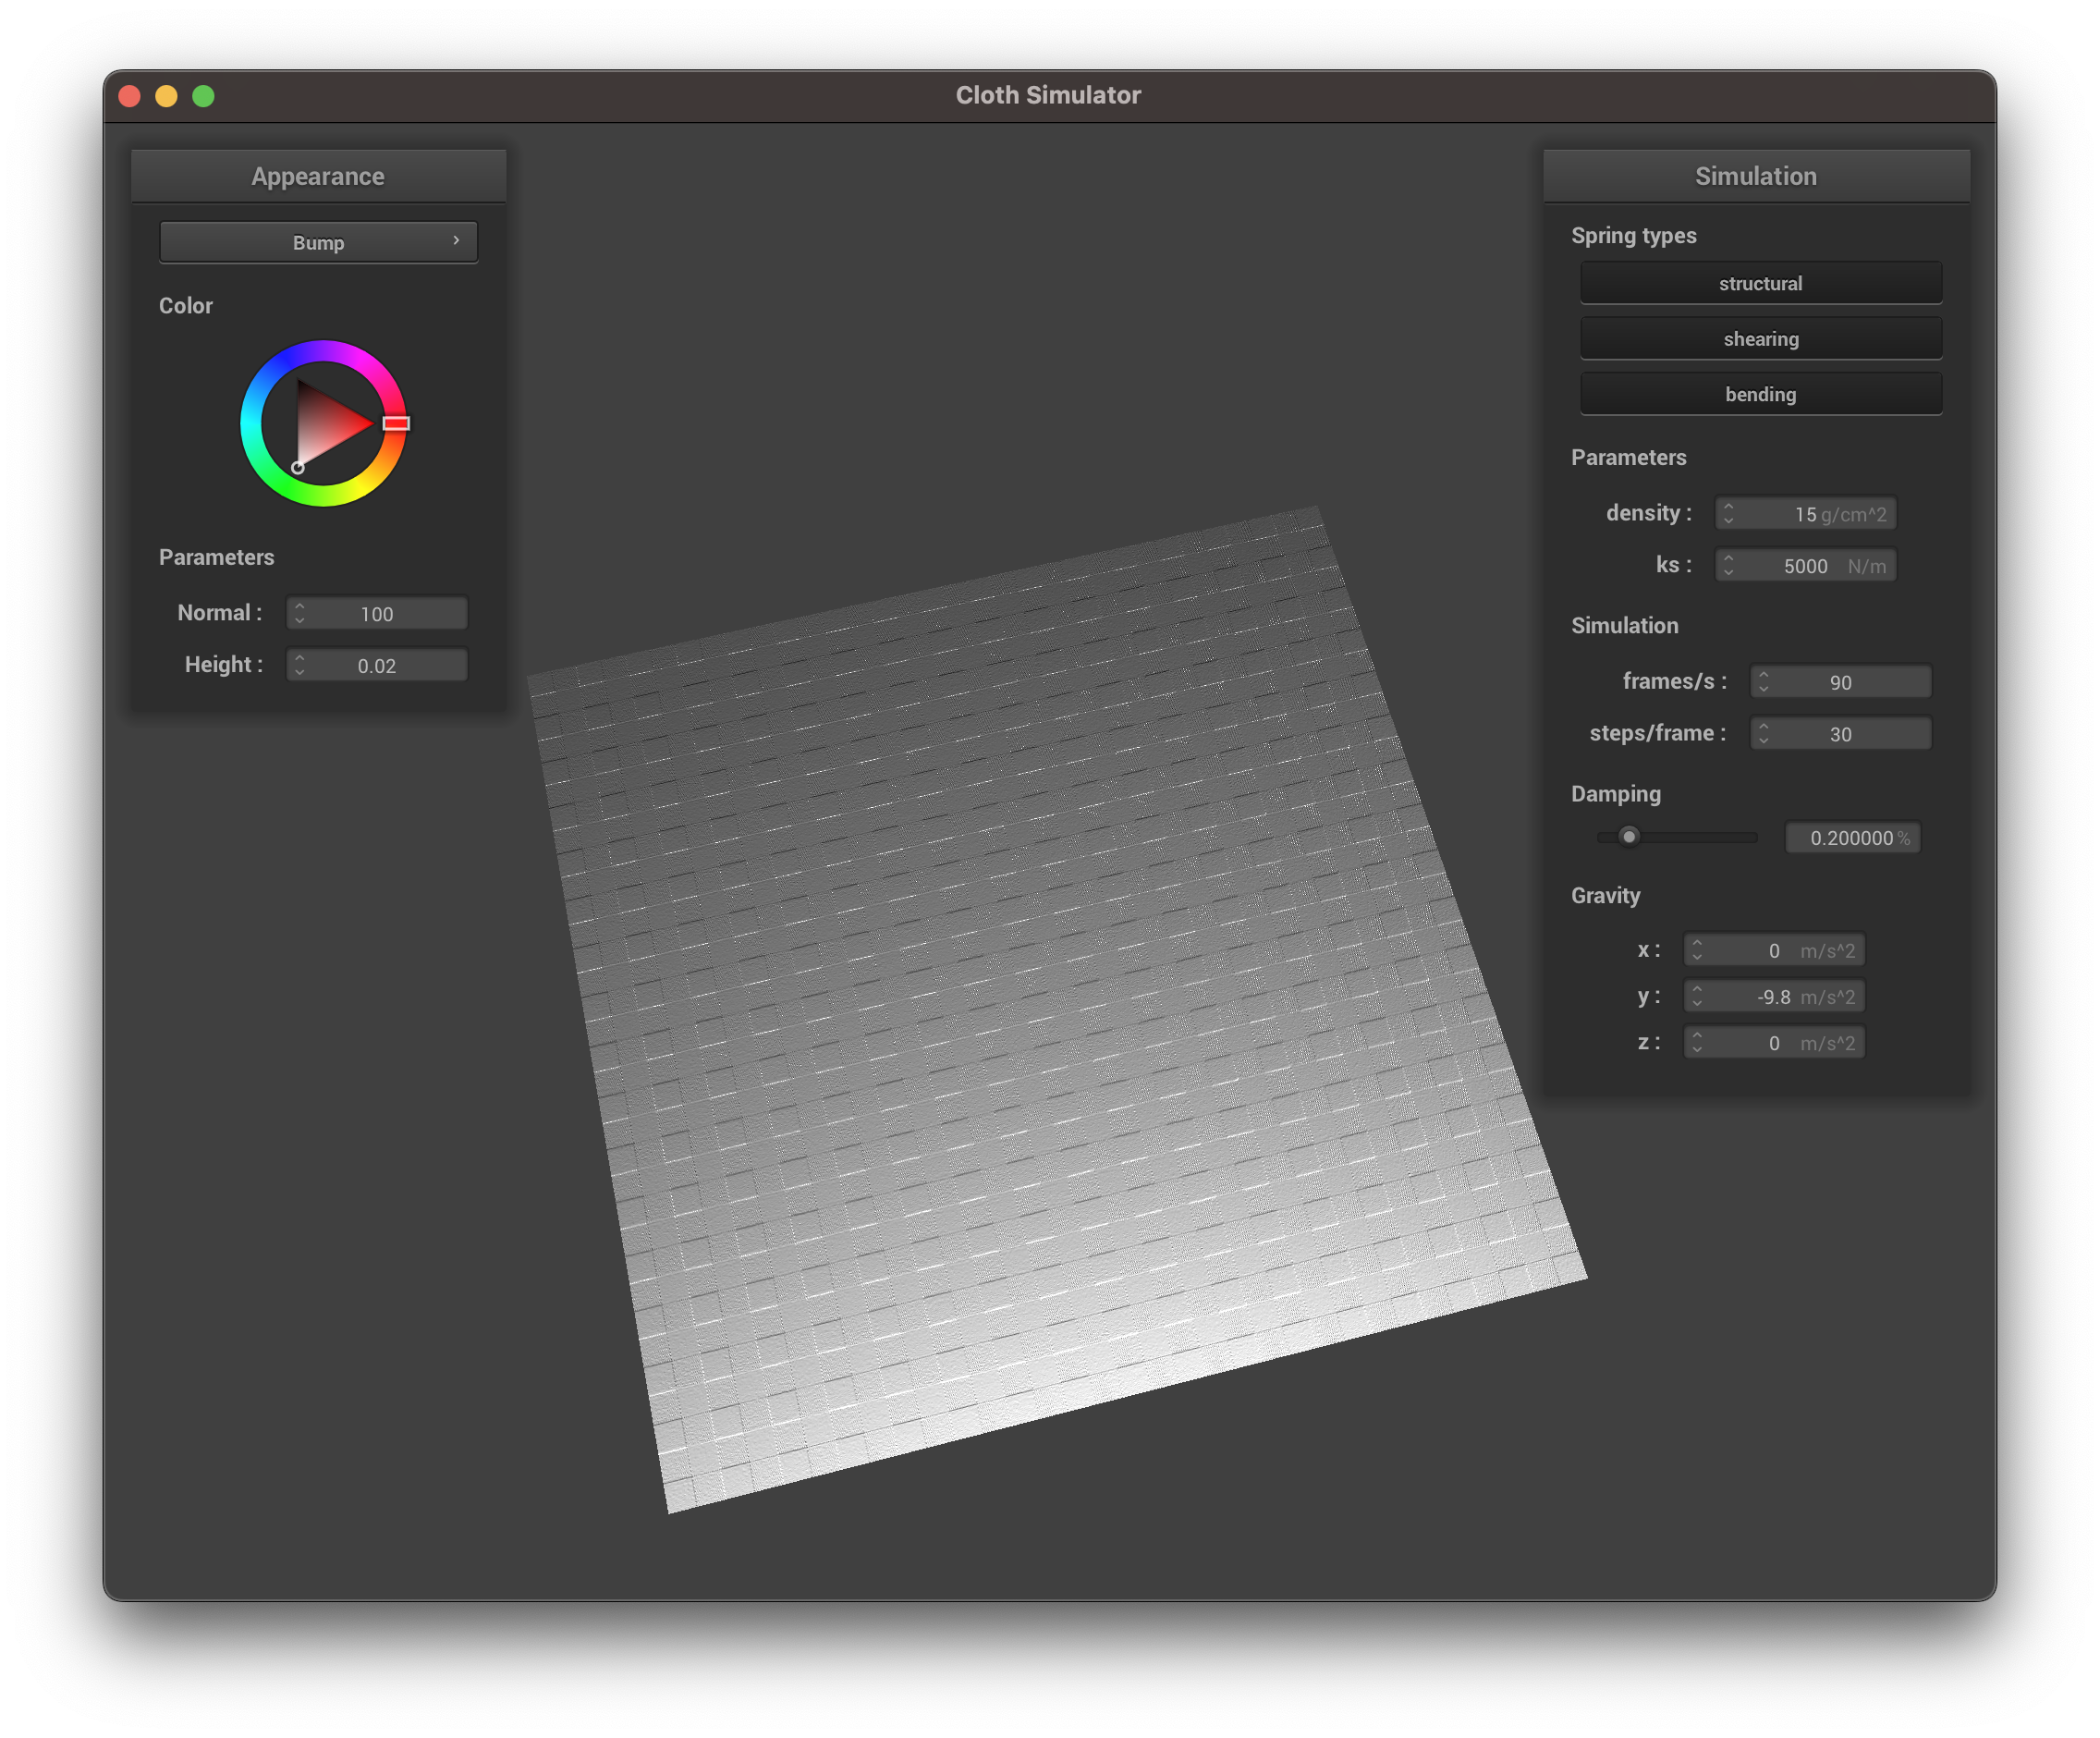 Cloth Simulator
Appearance
Bump
Color
Parameters
Normal : 100
Height : 0.02
Simulation
Spring types
structural
shearing
bending
Parameters
density : 15 g/cm^2
ks : 5000 N/m
Simulation
frames/s : 90
steps/frame : 30
Damping
0.200000 %
Gravity
x : 0 m/s^2
y : -9.8 m/s^2
z : 0 m/s^2